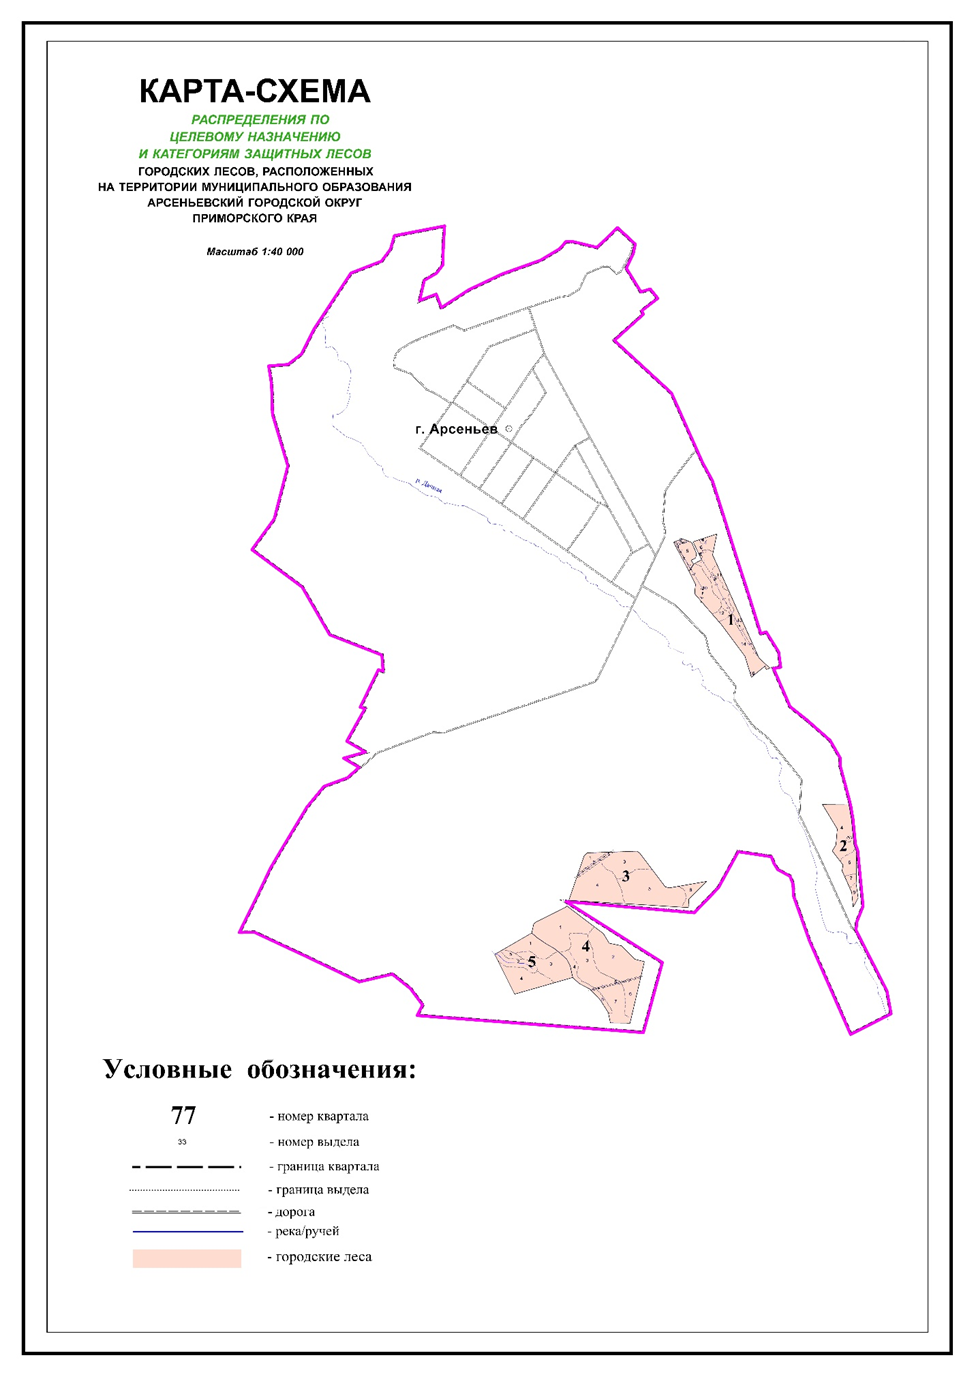 КАРТА-СХЕМА
РАСПРЕДЕЛЕНИЯ ПО
ЦЕЛЕВОМУ НАЗНАЧЕНИЮ
И КАТЕГОРИЯМ ЗАЩИТНЫХ ЛЕСОВ
ГОРОДСКИХ ЛЕСОВ, РАСПОЛОЖЕННЫХ
НА ТЕРРИТОРИИ МУНИЦИПАЛЬНОГО ОБРАЗОВАНИЯ
АРСЕНЬЕВСКИЙ ГОРОДСКОЙ ОКРУГ
ПРИМОРСКОГО КРАЯ
Масштаб 1:40 000
г. Арсеньев
1
2
3
4
5
Условные обозначения:
77 - номер квартала
33 - номер выдела
- граница квартала
- граница выдела
- дорога
- река/ручей
- городские леса